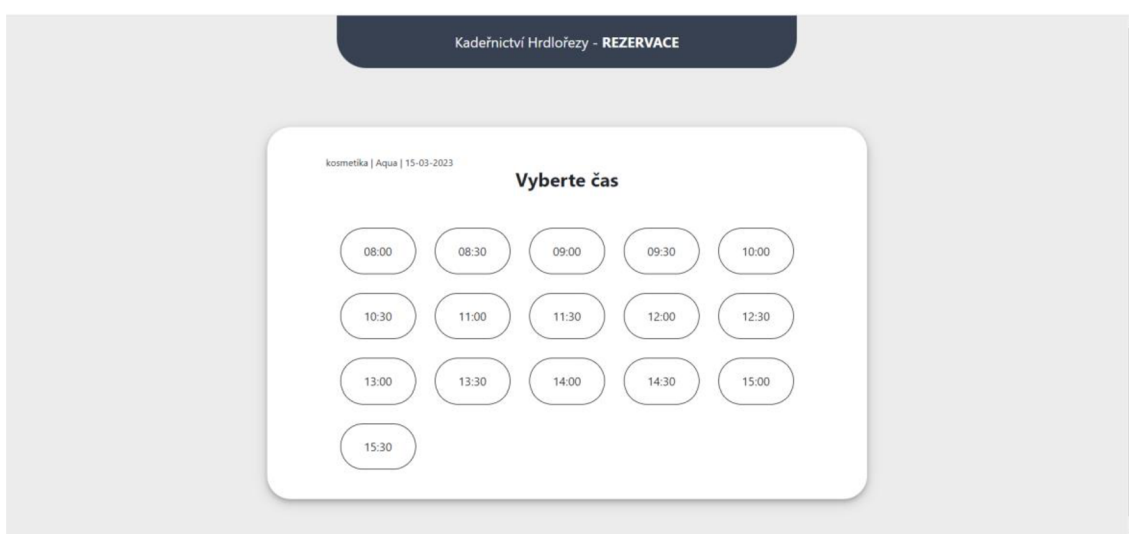 Kadeřnictví Hrdlořezy - REZERVACE
kosmetika | Aqua | 15-03-2023
Vyberte čas
08:00 08:30 09:00 09:30 10:00
10:30 11:00 11:30 12:00 12:30
13:00 13:30 14:00 14:30 15:00
15:30